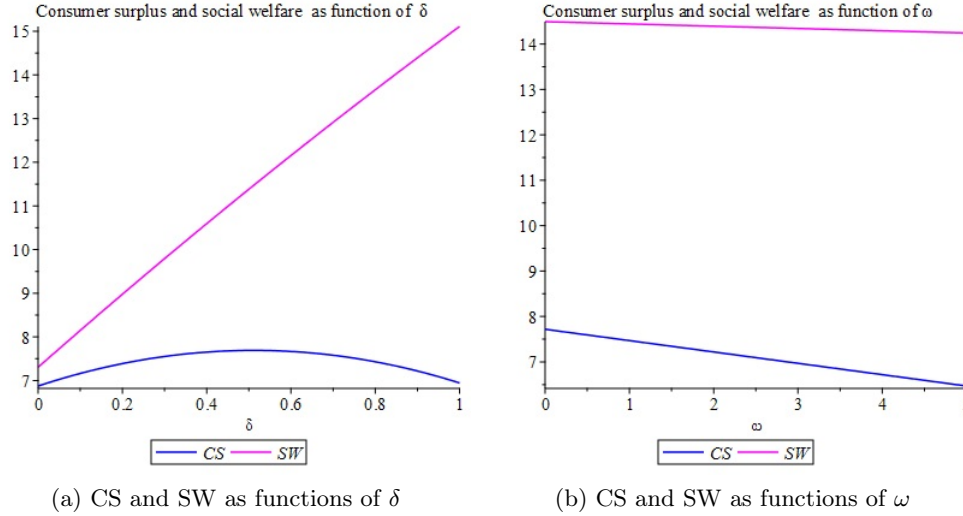 Consumer surplus and social welfare as function of δ
15
14
13
12
11
10
9
8
7
0 0.2 0.4 0.6 0.8 1
δ
CS SW
(a) CS and SW as functions of δ
Consumer surplus and social welfare as function of ω
14
13
12
11
10
9
8
7
0 1 2 3 4
ω
CS SW
(b) CS and SW as functions of ω